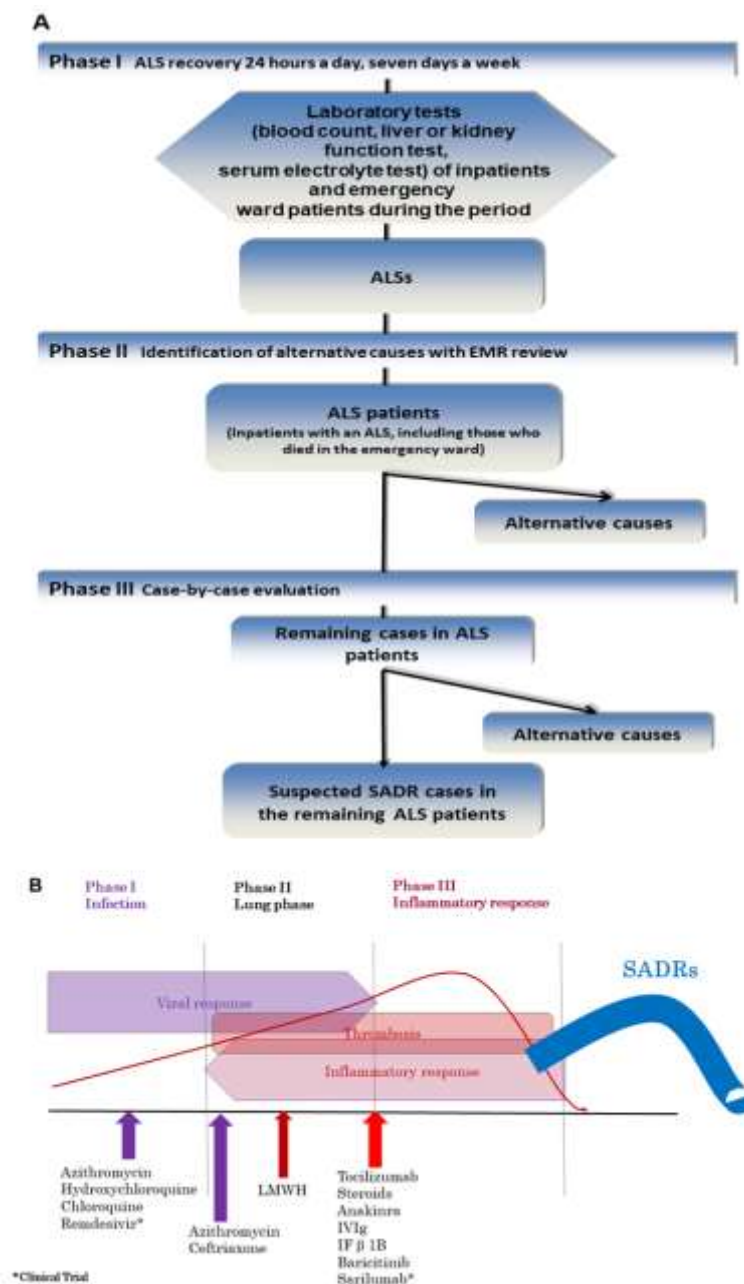 A
Phase I ALS recovery 24 hours a day, seven days a week
Laboratory tests
(blood count, liver or kidney
function test,
serum electrolyte test) of inpatients
and emergency
ward patients during the period
ALSs
Phase II Identification of alternative causes with EMR review
ALS patients
(Inpatients with an ALS, including those who
died in the emergency ward)
Alternative causes
Phase III Case-by-case evaluation
Remaining cases in ALS
patients
Alternative causes
Suspected SADR cases in
the remaining ALS patients
B
Phase I
Infection
Phase II
Lung phase
Phase III
Inflammatory response
SADRs
Viral response
Thrombosis
Inflammatory response
Azithromycin
Hydroxychloroquine
Chloroquine
Remdesivir*
Azithromycin
Ceftriaxone
LMWH
Tocilizumab
Steroids
Anakinra
IVIg
IF β 1B
Baricitinib
Sarilumab*
*Clinical Trial